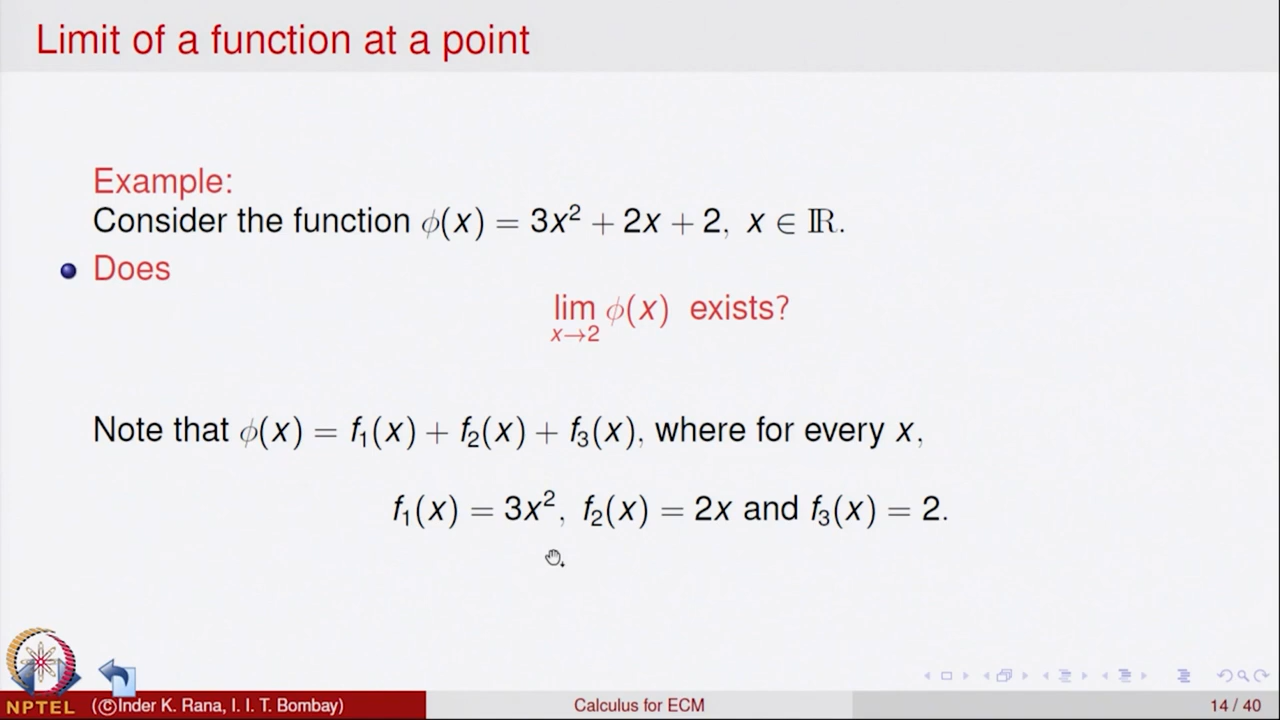 Limit of a function at a point
Example:
Consider the function ϕ(x) = 3x² + 2x + 2, x ∈ ℝ.
Does
lim ϕ(x) exists?
x→2
Note that ϕ(x) = f₁(x) + f₂(x) + f₃(x), where for every x,
f₁(x) = 3x², f₂(x) = 2x and f₃(x) = 2.
NPTEL
(©Inder K. Rana, I. I. T. Bombay)
Calculus for ECM
14 / 40